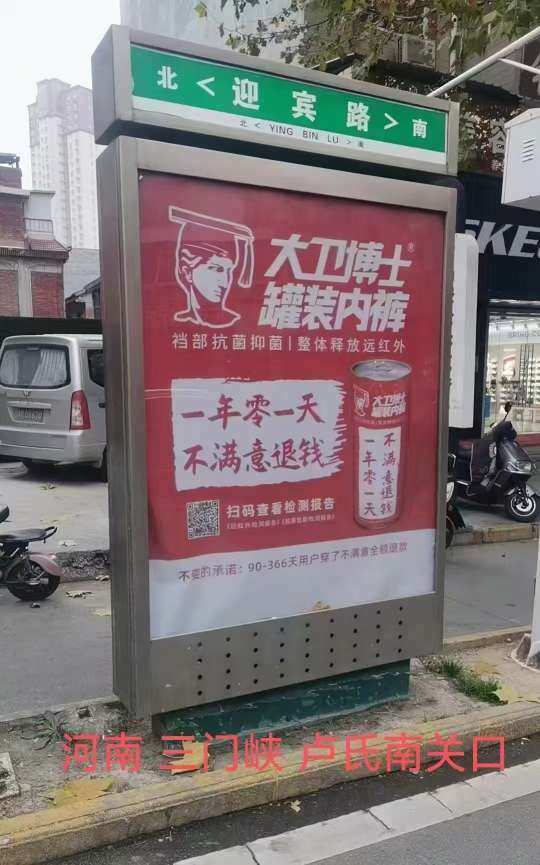 北 < 迎宾路 > 南
北 < YING BIN LU > 南
大卫博士®
罐装内裤
裆部抗菌抑菌 | 整体释放远红外
一年零一天
不满意退钱
扫码查看检测报告
大卫博士
罐装内裤
不满意退钱
一年零一天
不变的承诺：90-366天用户穿了不满意全额退款
SKE
河南 三门峡 卢氏南关口